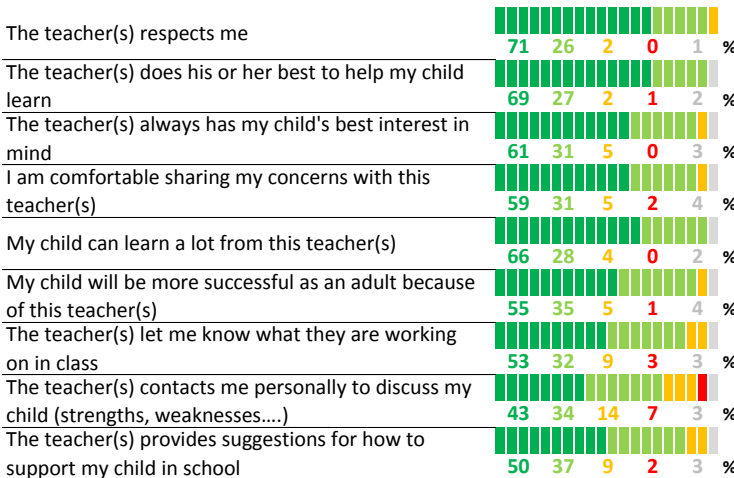 The teacher(s) respects me
71 26 2 0 1 %
The teacher(s) does his or her best to help my child
learn
69 27 2 1 2 %
The teacher(s) always has my child's best interest in
mind
61 31 5 0 3 %
I am comfortable sharing my concerns with this
teacher(s)
59 31 5 2 4 %
My child can learn a lot from this teacher(s)
66 28 4 0 2 %
My child will be more successful as an adult because
of this teacher(s)
55 35 5 1 4 %
The teacher(s) let me know what they are working
on in class
53 32 9 3 3 %
The teacher(s) contacts me personally to discuss my
child (strengths, weaknesses....)
43 34 14 7 3 %
The teacher(s) provides suggestions for how to
support my child in school
50 37 9 2 3 %